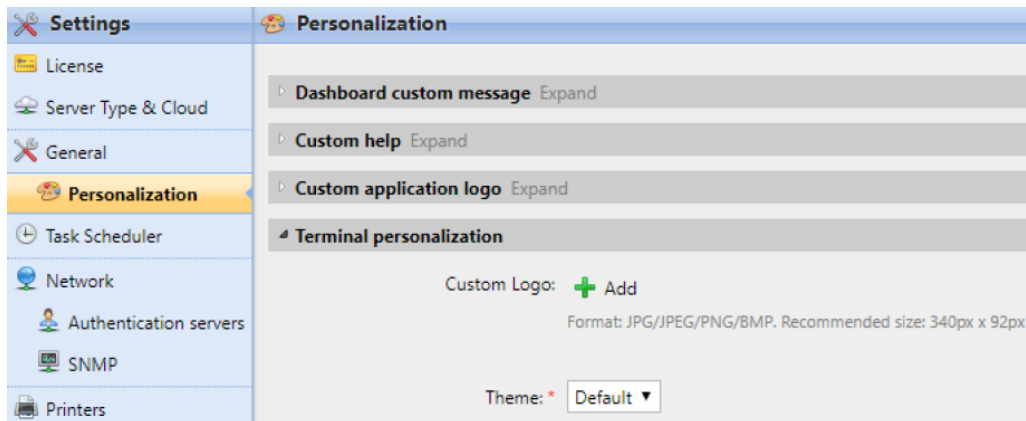 Settings
License
Server Type & Cloud
General
Personalization
Task Scheduler
Network
Authentication servers
SNMP
Printers
Personalization
Dashboard custom message Expand
Custom help Expand
Custom application logo Expand
Terminal personalization
Custom Logo: Add
Format: JPG/JPEG/PNG/BMP. Recommended size: 340px x 92px
Theme: * Default